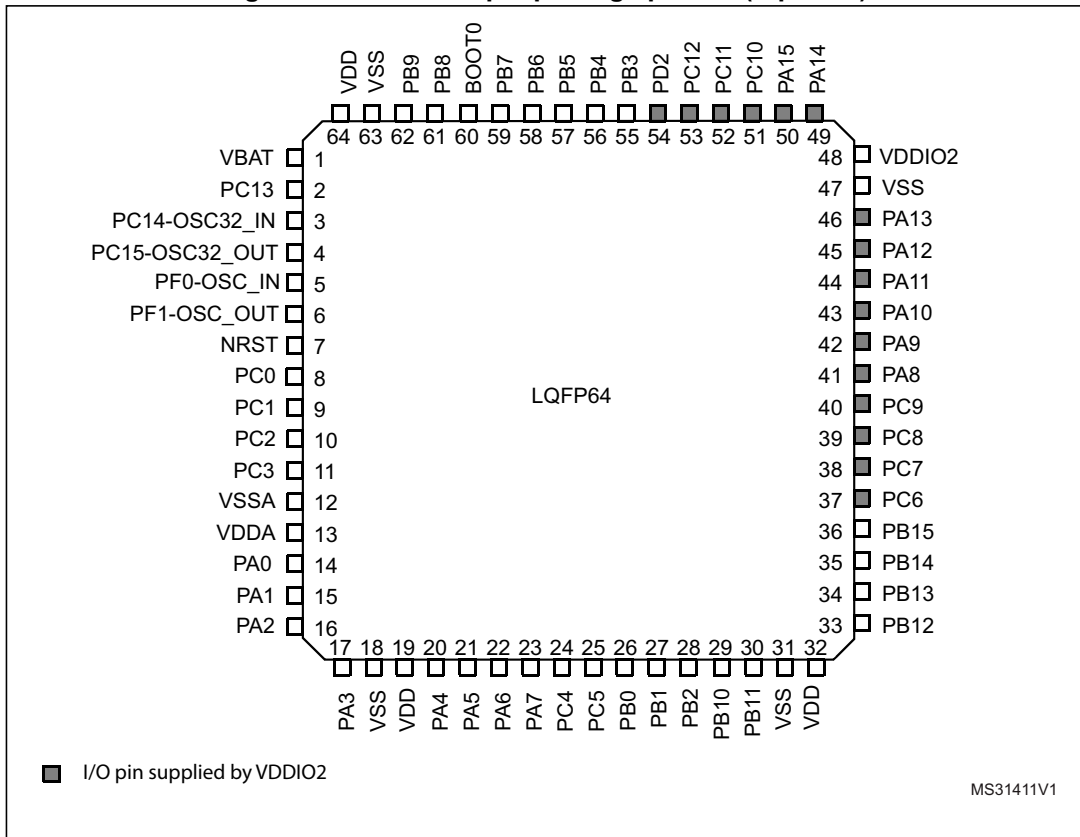 VDD
VSS
PB9
PB8
BOOT0
PB7
PB6
PB5
PB4
PB3
PD2
PC12
PC11
PC10
PA15
PA14
64 63 62 61 60 59 58 57 56 55 54 53 52 51 50 49
VBAT 1
PC13 2
PC14-OSC32_IN 3
PC15-OSC32_OUT 4
PF0-OSC_IN 5
PF1-OSC_OUT 6
NRST 7
PC0 8
PC1 9
PC2 10
PC3 11
VSSA 12
VDDA 13
PA0 14
PA1 15
PA2 16
LQFP64
48 VDDIO2
47 VSS
46 PA13
45 PA12
44 PA11
43 PA10
42 PA9
41 PA8
40 PC9
39 PC8
38 PC7
37 PC6
36 PB15
35 PB14
34 PB13
33 PB12
17 18 19 20 21 22 23 24 25 26 27 28 29 30 31 32
PA3
VSS
VDD
PA4
PA5
PA6
PA7
PC4
PC5
PB0
PB1
PB2
PB10
PB11
VSS
VDD
I/O pin supplied by VDDIO2
MS31411V1